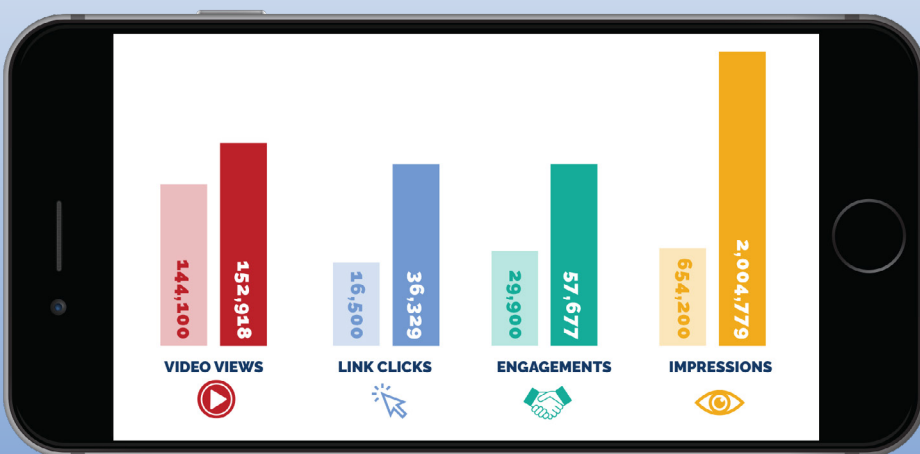 144,100
152,918
VIDEO VIEWS
16,500
36,329
LINK CLICKS
29,900
57,677
ENGAGEMENTS
654,200
2,004,779
IMPRESSIONS